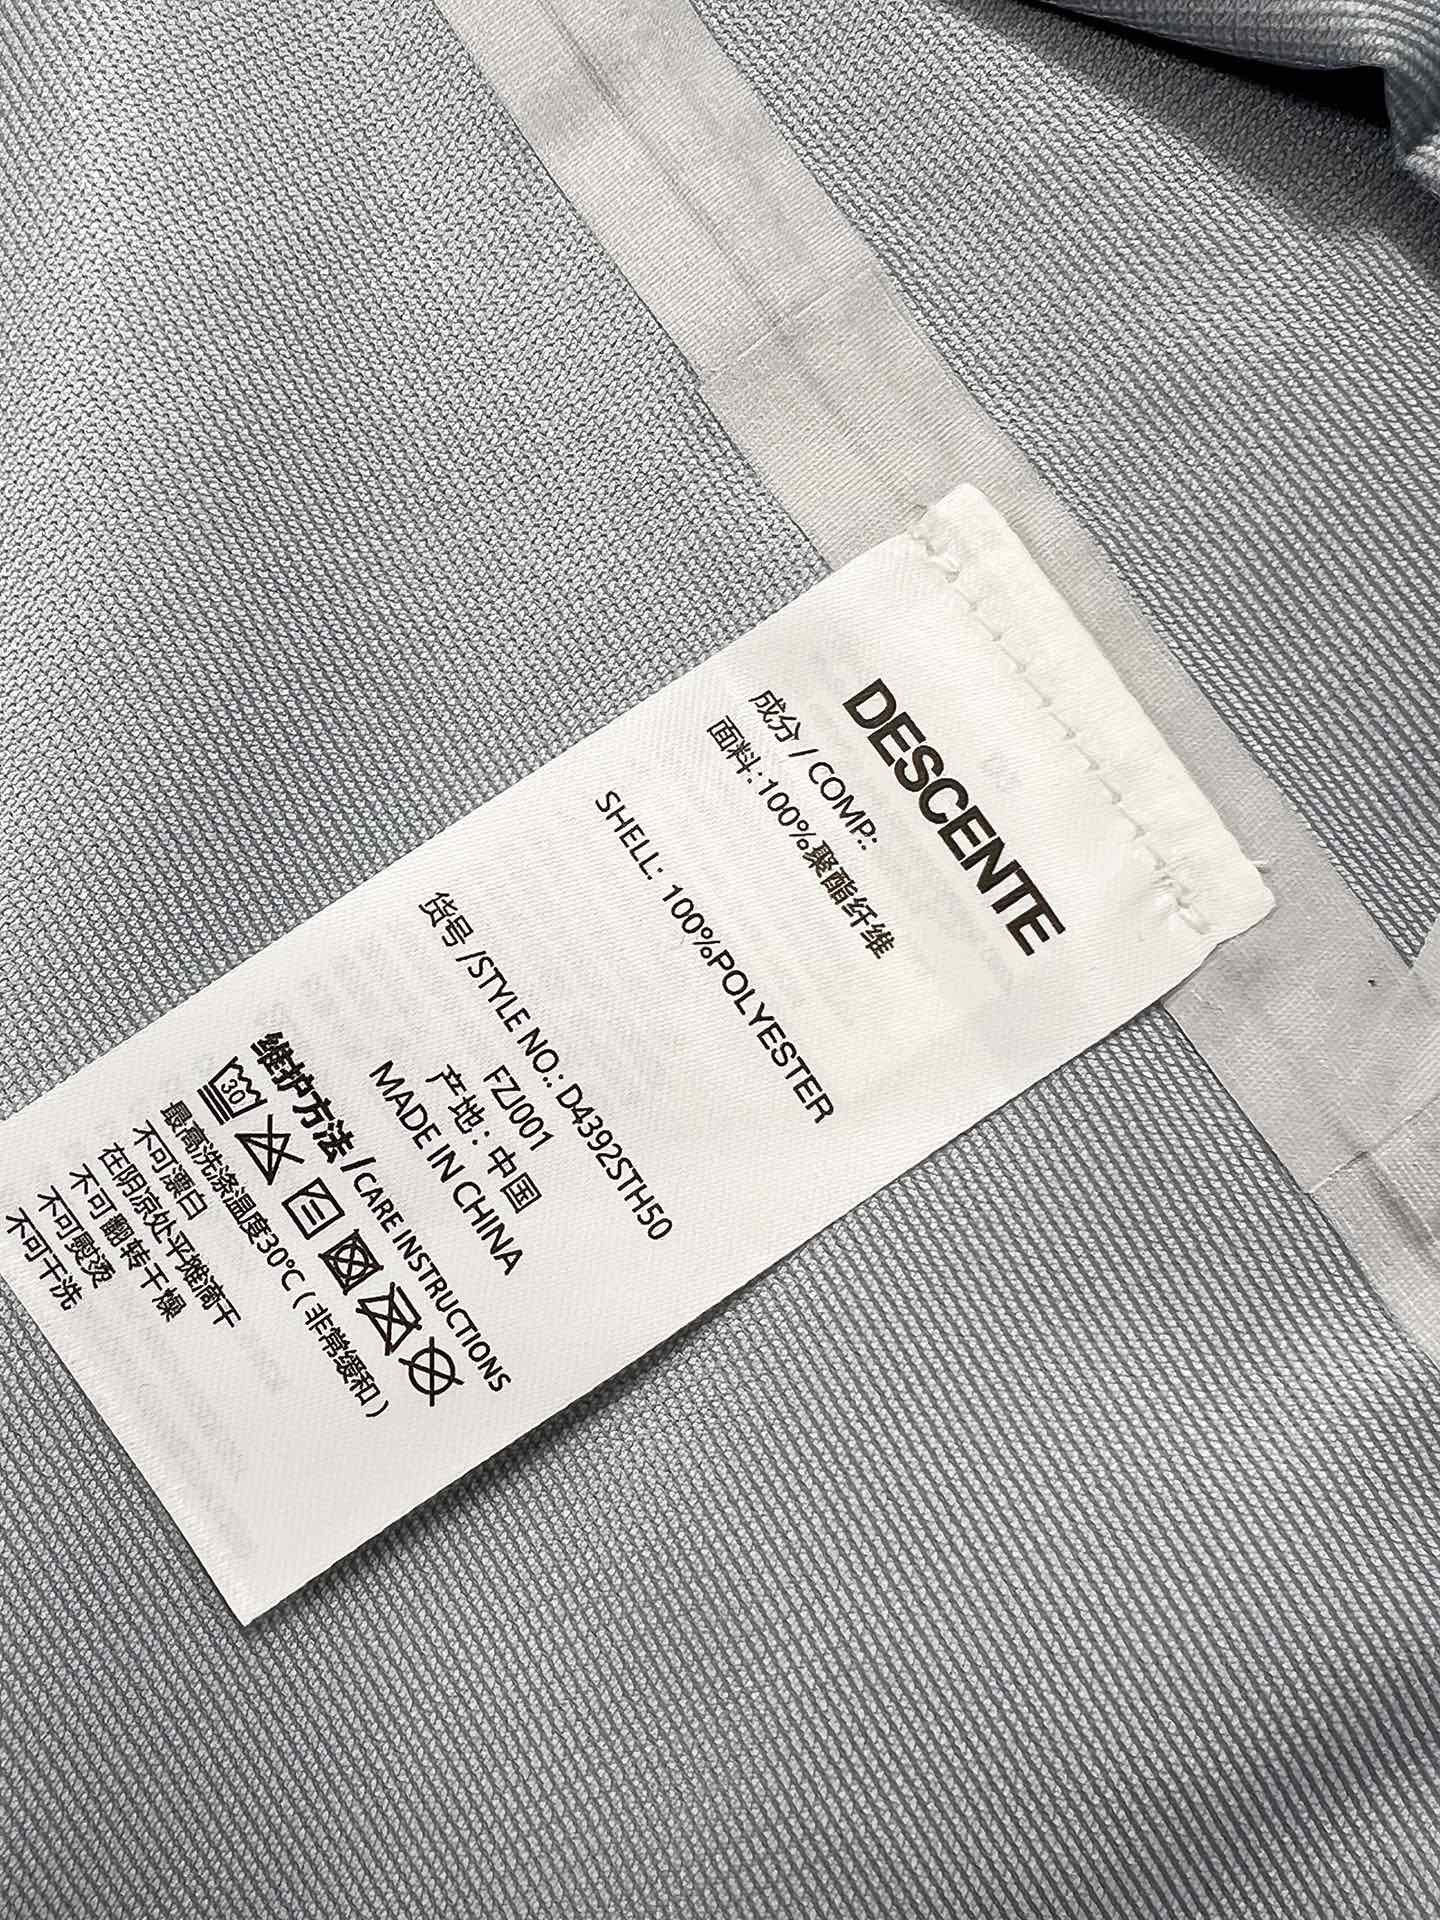 DESCENTE
成分 / COMP.:
面料:100%聚酯纤维
SHELL: 100%POLYESTER
货号 /STYLE NO.: D4392STH50
FZJ001
产地: 中国
MADE IN CHINA
维护方法 / CARE INSTRUCTIONS
30
最高洗涤温度30℃ ( 非常缓和 )
不可漂白
在阴凉处平摊滴干
不可翻转干燥
不可熨烫
不可干洗